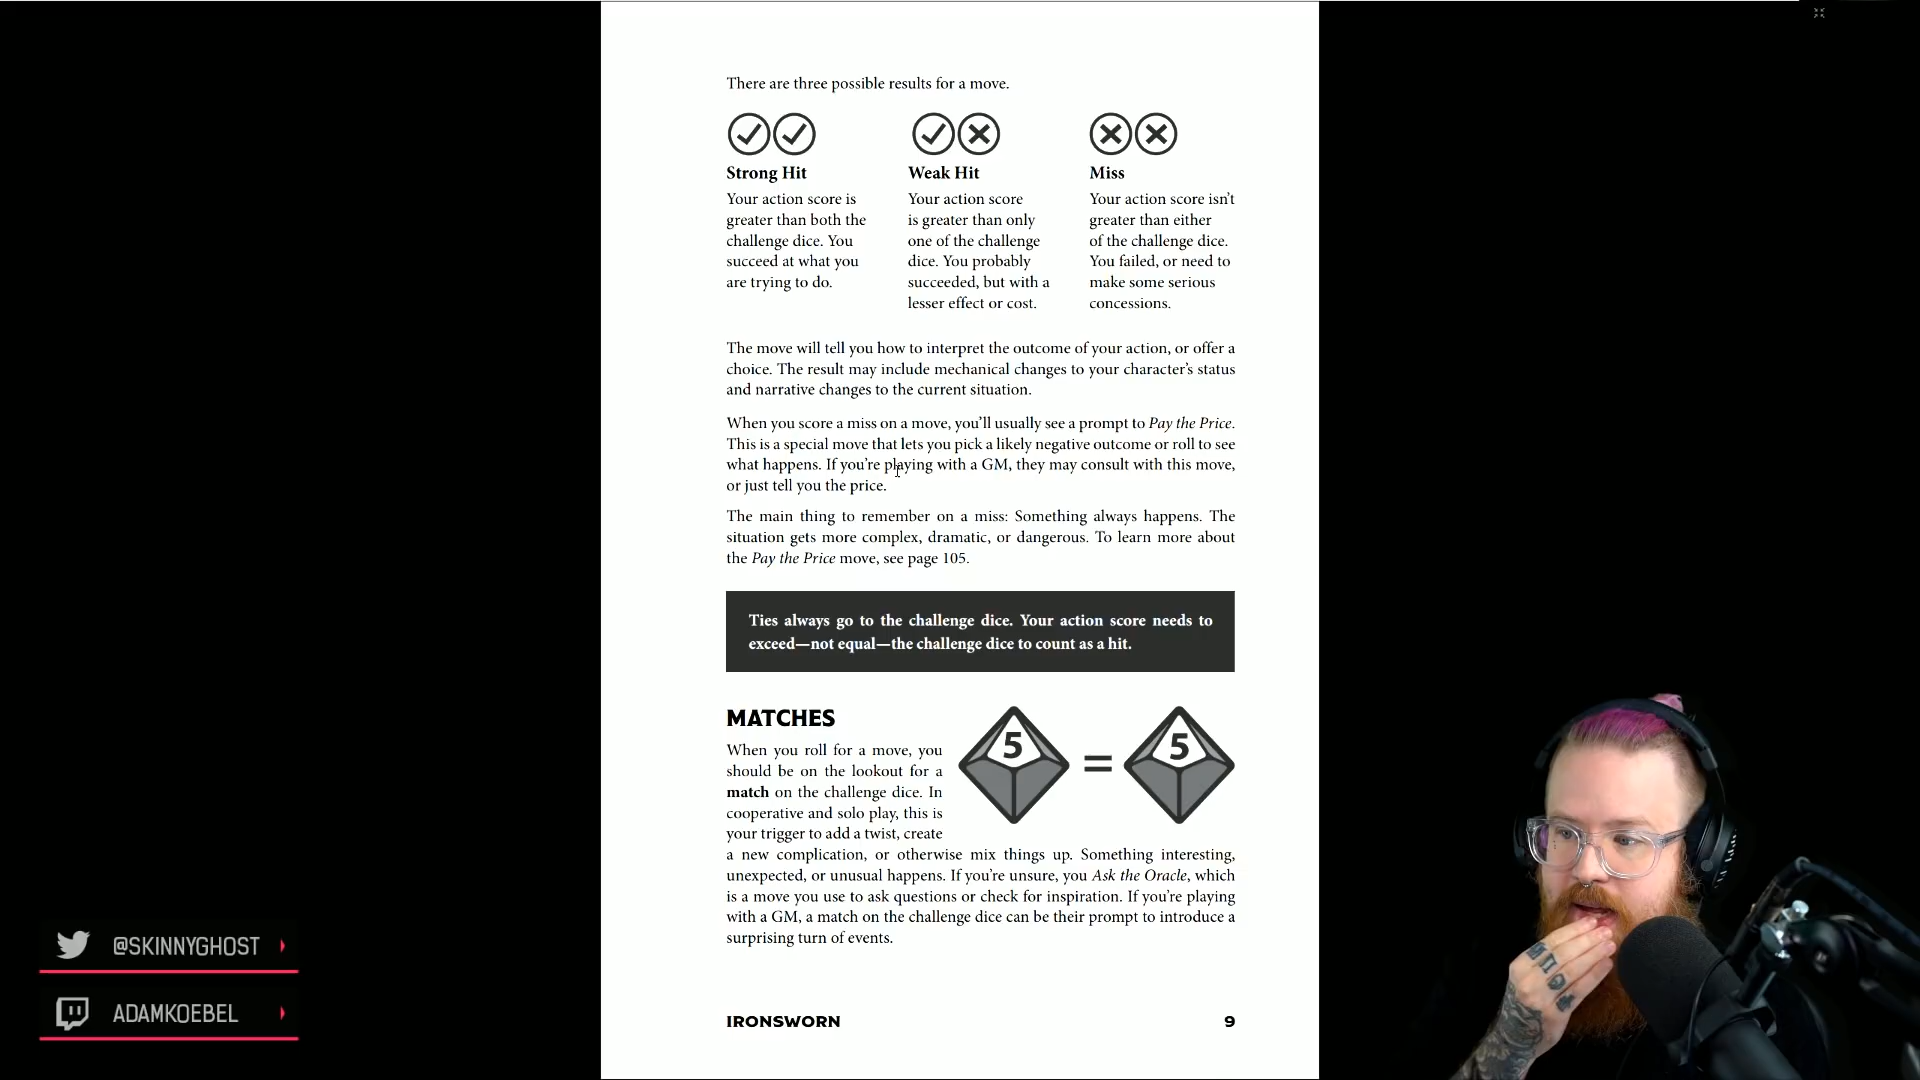 There are three possible results for a move.
Strong Hit
Your action score is
greater than both the
challenge dice. You
succeed at what you
are trying to do.
Weak Hit
Your action score
is greater than only
one of the challenge
dice. You probably
succeeded, but with a
lesser effect or cost.
Miss
Your action score isn't
greater than either
of the challenge dice.
You failed, or need to
make some serious
concessions.
The move will tell you how to interpret the outcome of your action, or offer a
choice. The result may include mechanical changes to your character's status
and narrative changes to the current situation.
When you score a miss on a move, you'll usually see a prompt to Pay the Price.
This is a special move that lets you pick a likely negative outcome or roll to see
what happens. If you're playing with a GM, they may consult with this move,
or just tell you the price.
The main thing to remember on a miss: Something always happens. The
situation gets more complex, dramatic, or dangerous. To learn more about
the Pay the Price move, see page 105.
Ties always go to the challenge dice. Your action score needs to
exceed—not equal—the challenge dice to count as a hit.
MATCHES
5 = 5
When you roll for a move, you
should be on the lookout for a
match on the challenge dice. In
cooperative and solo play, this is
your trigger to add a twist, create
a new complication, or otherwise mix things up. Something interesting,
unexpected, or unusual happens. If you're unsure, you Ask the Oracle, which
is a move you use to ask questions or check for inspiration. If you're playing
with a GM, a match on the challenge dice can be their prompt to introduce a
surprising turn of events.
IRONSWORN 9
@SKINNYGHOST
ADAMKOEBEL